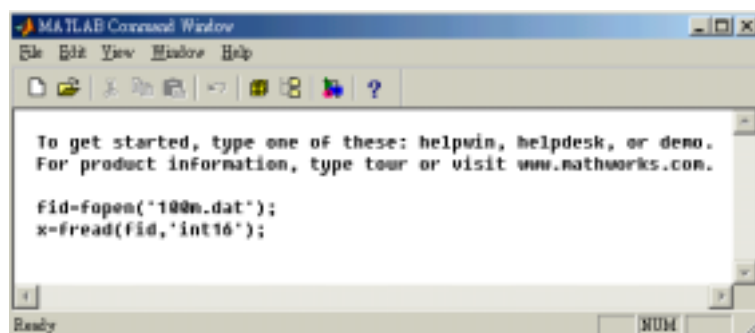 MATLAB Command Window
File Edit View Window Help
To get started, type one of these: helpwin, helpdesk, or demo.
For product information, type tour or visit www.mathworks.com.
fid=fopen('100m.dat');
x=fread(fid,'int16');
Ready NUM